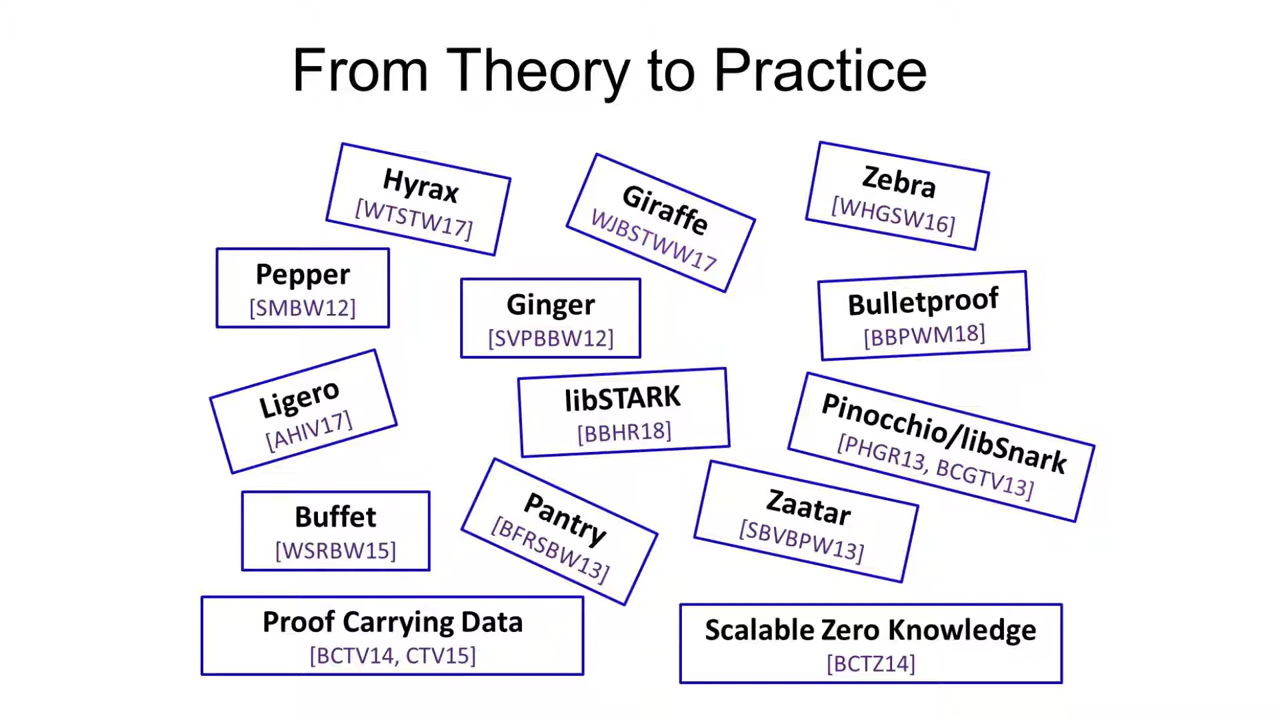 From Theory to Practice
Hyrax
[WTSTW17]
Giraffe
WJBSTWW17
Zebra
[WHGSW16]
Pepper
[SMBW12]
Ginger
[SVPBBW12]
Bulletproof
[BBPWM18]
Ligero
[AHIV17]
libSTARK
[BBHR18]
Pinocchio/libSnark
[PHGR13, BCGTV13]
Buffet
[WSRBW15]
Pantry
[BFRSBW13]
Zaatar
[SBVBPW13]
Proof Carrying Data
[BCTV14, CTV15]
Scalable Zero Knowledge
[BCTZ14]